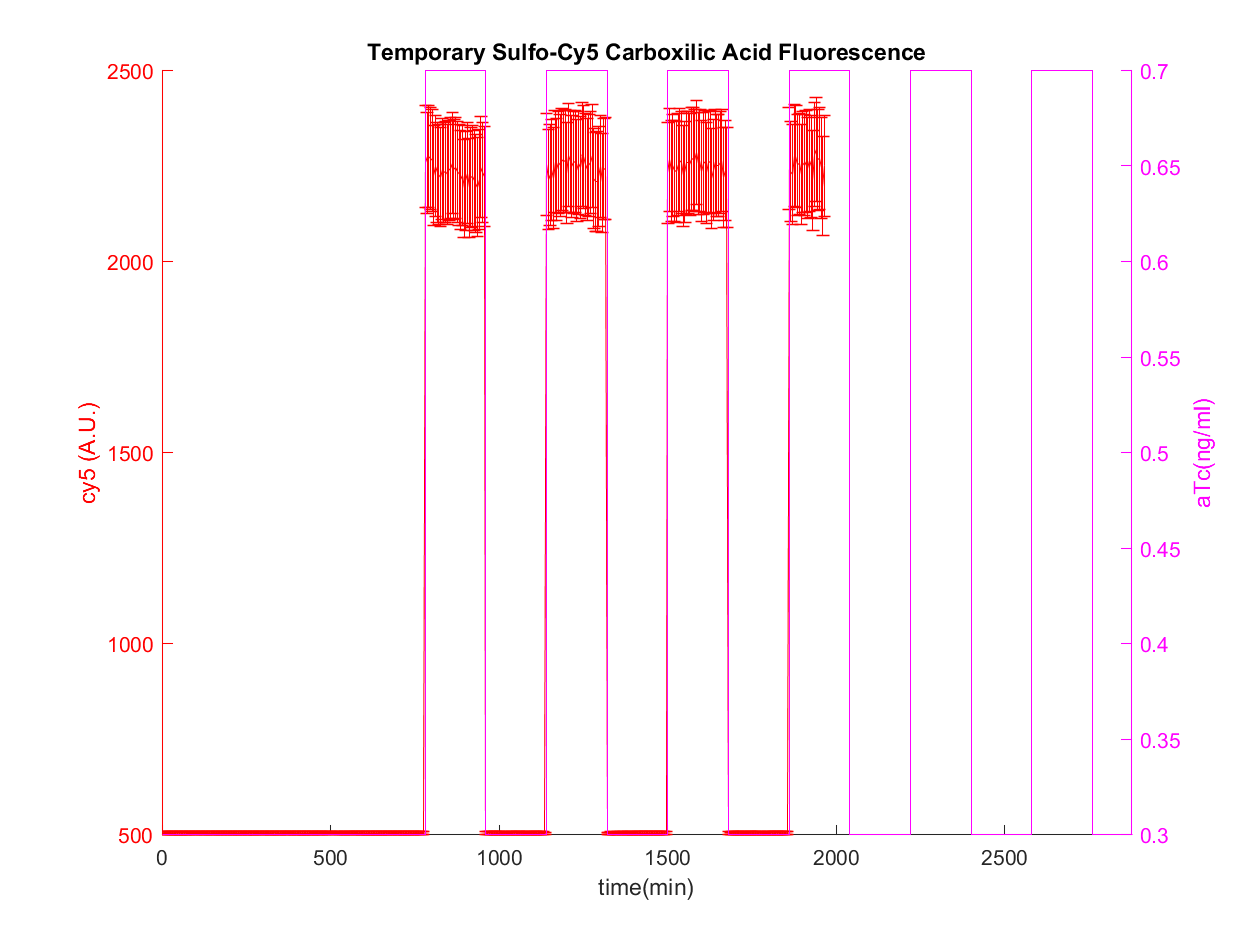 Temporary Sulfo-Cy5 Carboxilic Acid Fluorescence
2500
2000
1500
1000
500
cy5 (A.U.)
0.7
0.65
0.6
0.55
0.5
0.45
0.4
0.35
0.3
aTc(ng/ml)
0 500 1000 1500 2000 2500
time(min)